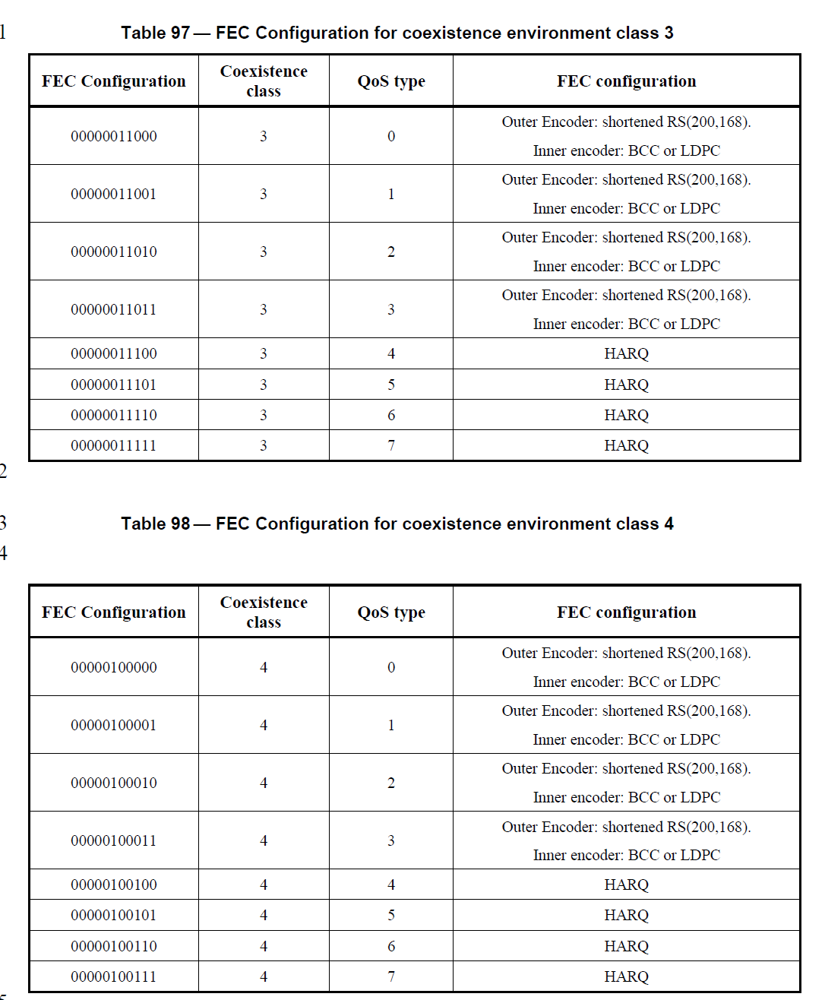 1
Table 97 — FEC Configuration for coexistence environment class 3
FEC Configuration Coexistence class QoS type FEC configuration
00000011000 3 0 Outer Encoder: shortened RS(200,168).
Inner encoder: BCC or LDPC
00000011001 3 1 Outer Encoder: shortened RS(200,168).
Inner encoder: BCC or LDPC
00000011010 3 2 Outer Encoder: shortened RS(200,168).
Inner encoder: BCC or LDPC
00000011011 3 3 Outer Encoder: shortened RS(200,168).
Inner encoder: BCC or LDPC
00000011100 3 4 HARQ
00000011101 3 5 HARQ
00000011110 3 6 HARQ
00000011111 3 7 HARQ
2
3
Table 98 — FEC Configuration for coexistence environment class 4
4
FEC Configuration Coexistence class QoS type FEC configuration
00000100000 4 0 Outer Encoder: shortened RS(200,168).
Inner encoder: BCC or LDPC
00000100001 4 1 Outer Encoder: shortened RS(200,168).
Inner encoder: BCC or LDPC
00000100010 4 2 Outer Encoder: shortened RS(200,168).
Inner encoder: BCC or LDPC
00000100011 4 3 Outer Encoder: shortened RS(200,168).
Inner encoder: BCC or LDPC
00000100100 4 4 HARQ
00000100101 4 5 HARQ
00000100110 4 6 HARQ
00000100111 4 7 HARQ